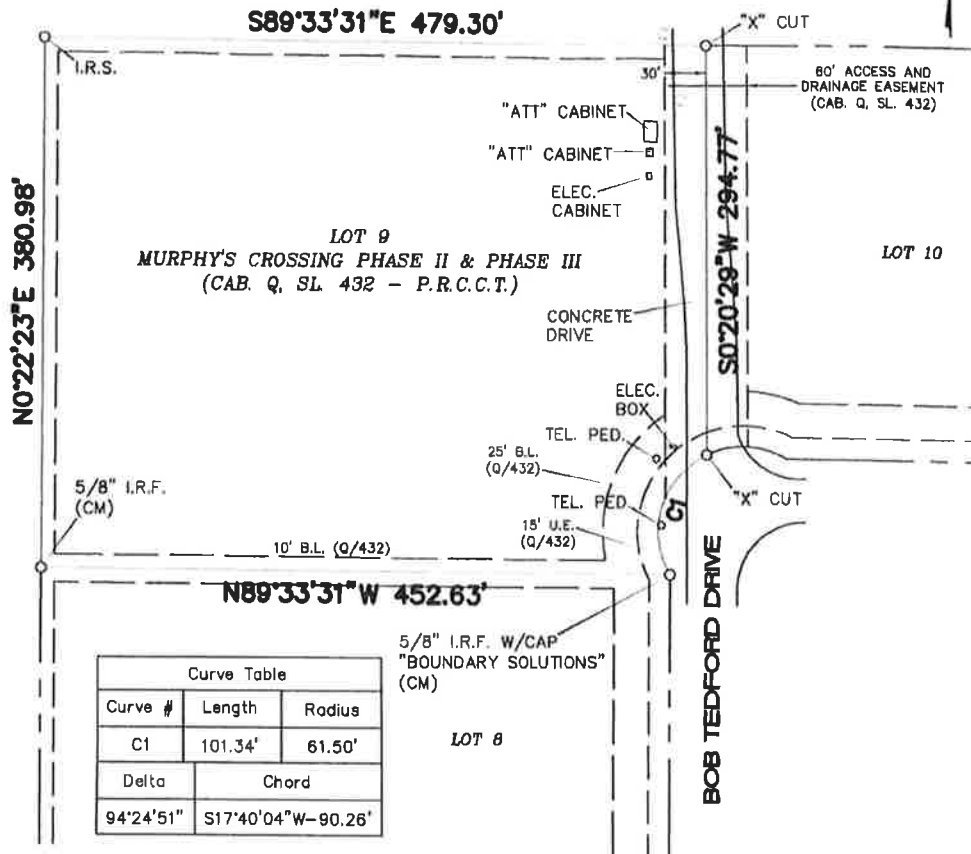 S89°33'31"E 479.30'
"X" CUT
I.R.S.
30'
60' ACCESS AND
DRAINAGE EASEMENT
(CAB. Q, SL. 432)
"ATT" CABINET
"ATT" CABINET
ELEC.
CABINET
N0°22'23"E 380.98'
S0°20'29"W 294.77'
LOT 9
MURPHY'S CROSSING PHASE II & PHASE III
(CAB. Q, SL. 432 - P.R.C.C.T.)
LOT 10
CONCRETE
DRIVE
ELEC.
BOX
TEL. PED.
25' B.L.
(Q/432)
5/8" I.R.F.
(CM)
"X" CUT
TEL. PED
C1
15' U.E.
(Q/432)
10' B.L. (Q/432)
N89°33'31"W 452.63'
BOB TEDFORD DRIVE
5/8" I.R.F. W/CAP
"BOUNDARY SOLUTIONS"
(CM)
LOT 8
Curve Table
Curve # Length Radius
C1 101.34' 61.50'
Delta Chord
94°24'51" S17°40'04"W-90.26'